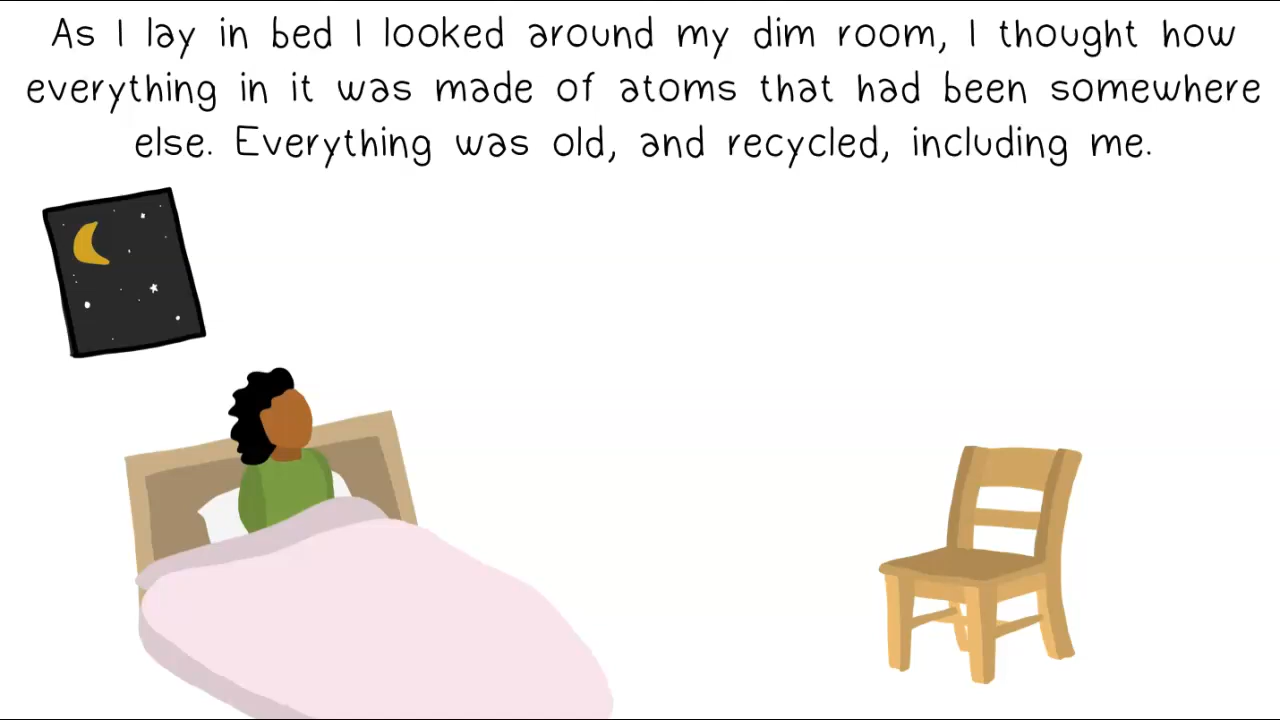 As I lay in bed I looked around my dim room, I thought how
everything in it was made of atoms that had been somewhere
else. Everything was old, and recycled, including me.